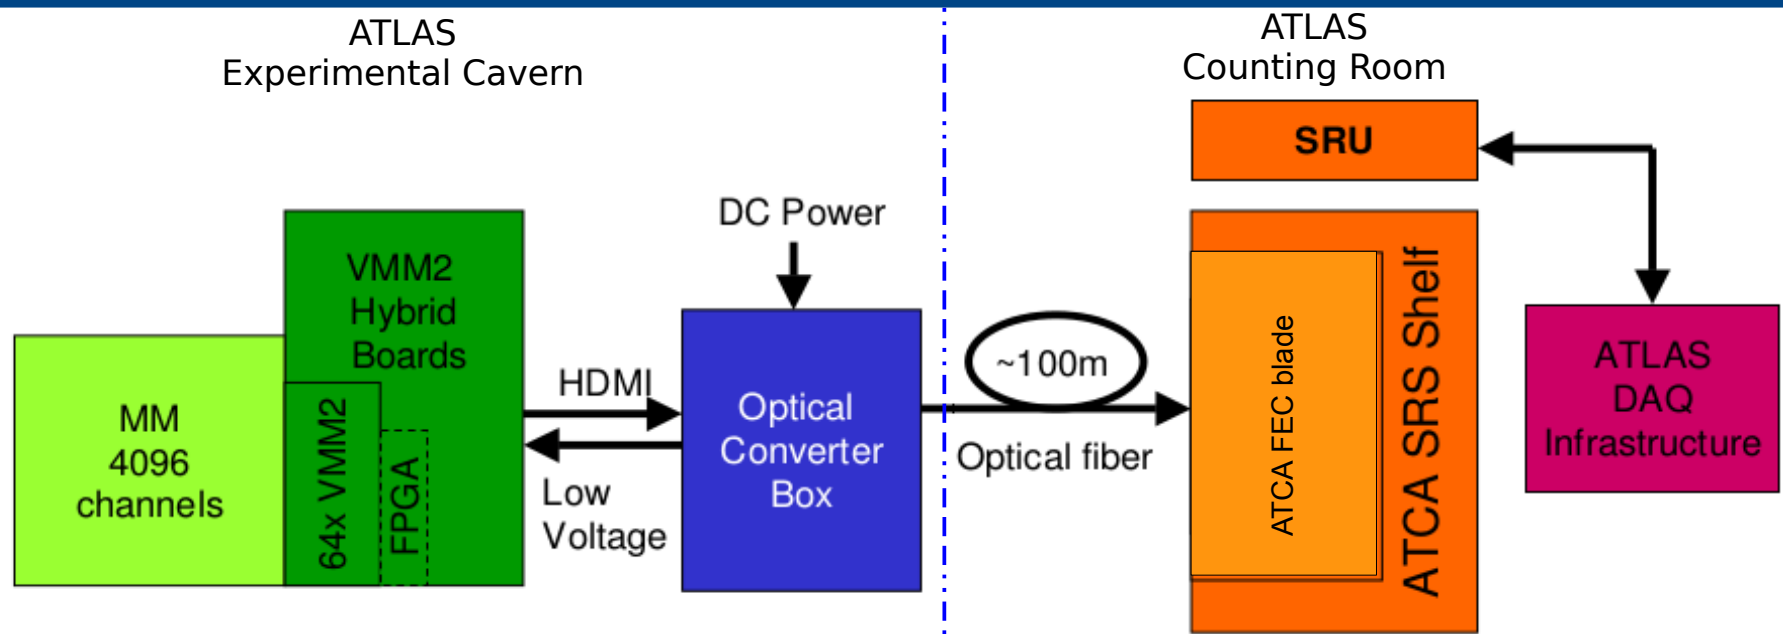 ATLAS
Experimental Cavern
ATLAS
Counting Room
SRU
DC Power
VMM2
Hybrid
Boards
MM
4096
channels
64x VMM2
FPGA
HDMI
Low
Voltage
Optical
Converter
Box
~100m
Optical fiber
ATCA FEC blade
ATCA SRS Shelf
ATLAS
DAQ
Infrastructure